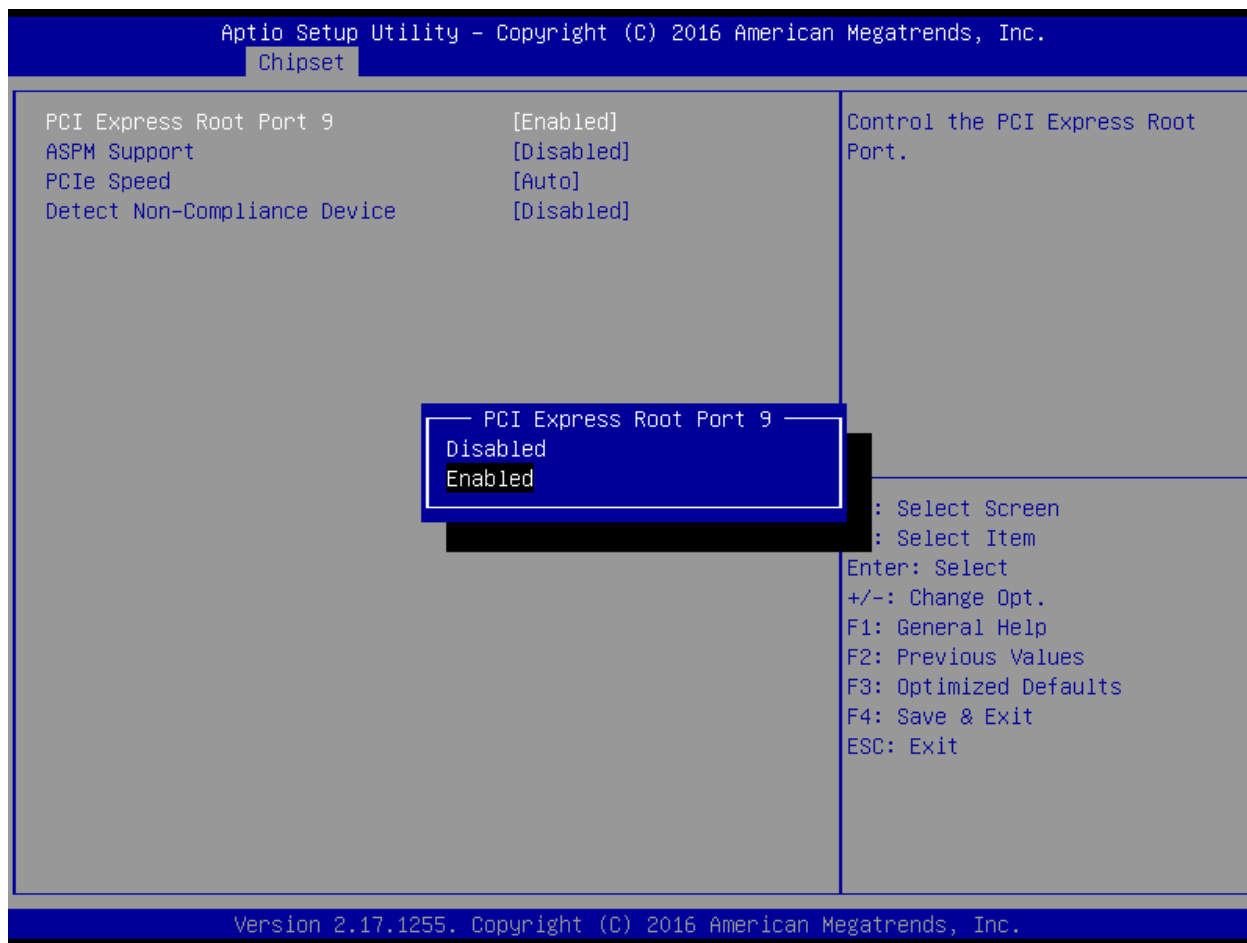 Aptio Setup Utility – Copyright (C) 2016 American Megatrends, Inc.
Chipset
PCI Express Root Port 9 [Enabled]
ASPM Support [Disabled]
PCIe Speed [Auto]
Detect Non-Compliance Device [Disabled]
Control the PCI Express Root
Port.
PCI Express Root Port 9
Disabled
Enabled
: Select Screen
: Select Item
Enter: Select
+/-: Change Opt.
F1: General Help
F2: Previous Values
F3: Optimized Defaults
F4: Save & Exit
ESC: Exit
Version 2.17.1255. Copyright (C) 2016 American Megatrends, Inc.